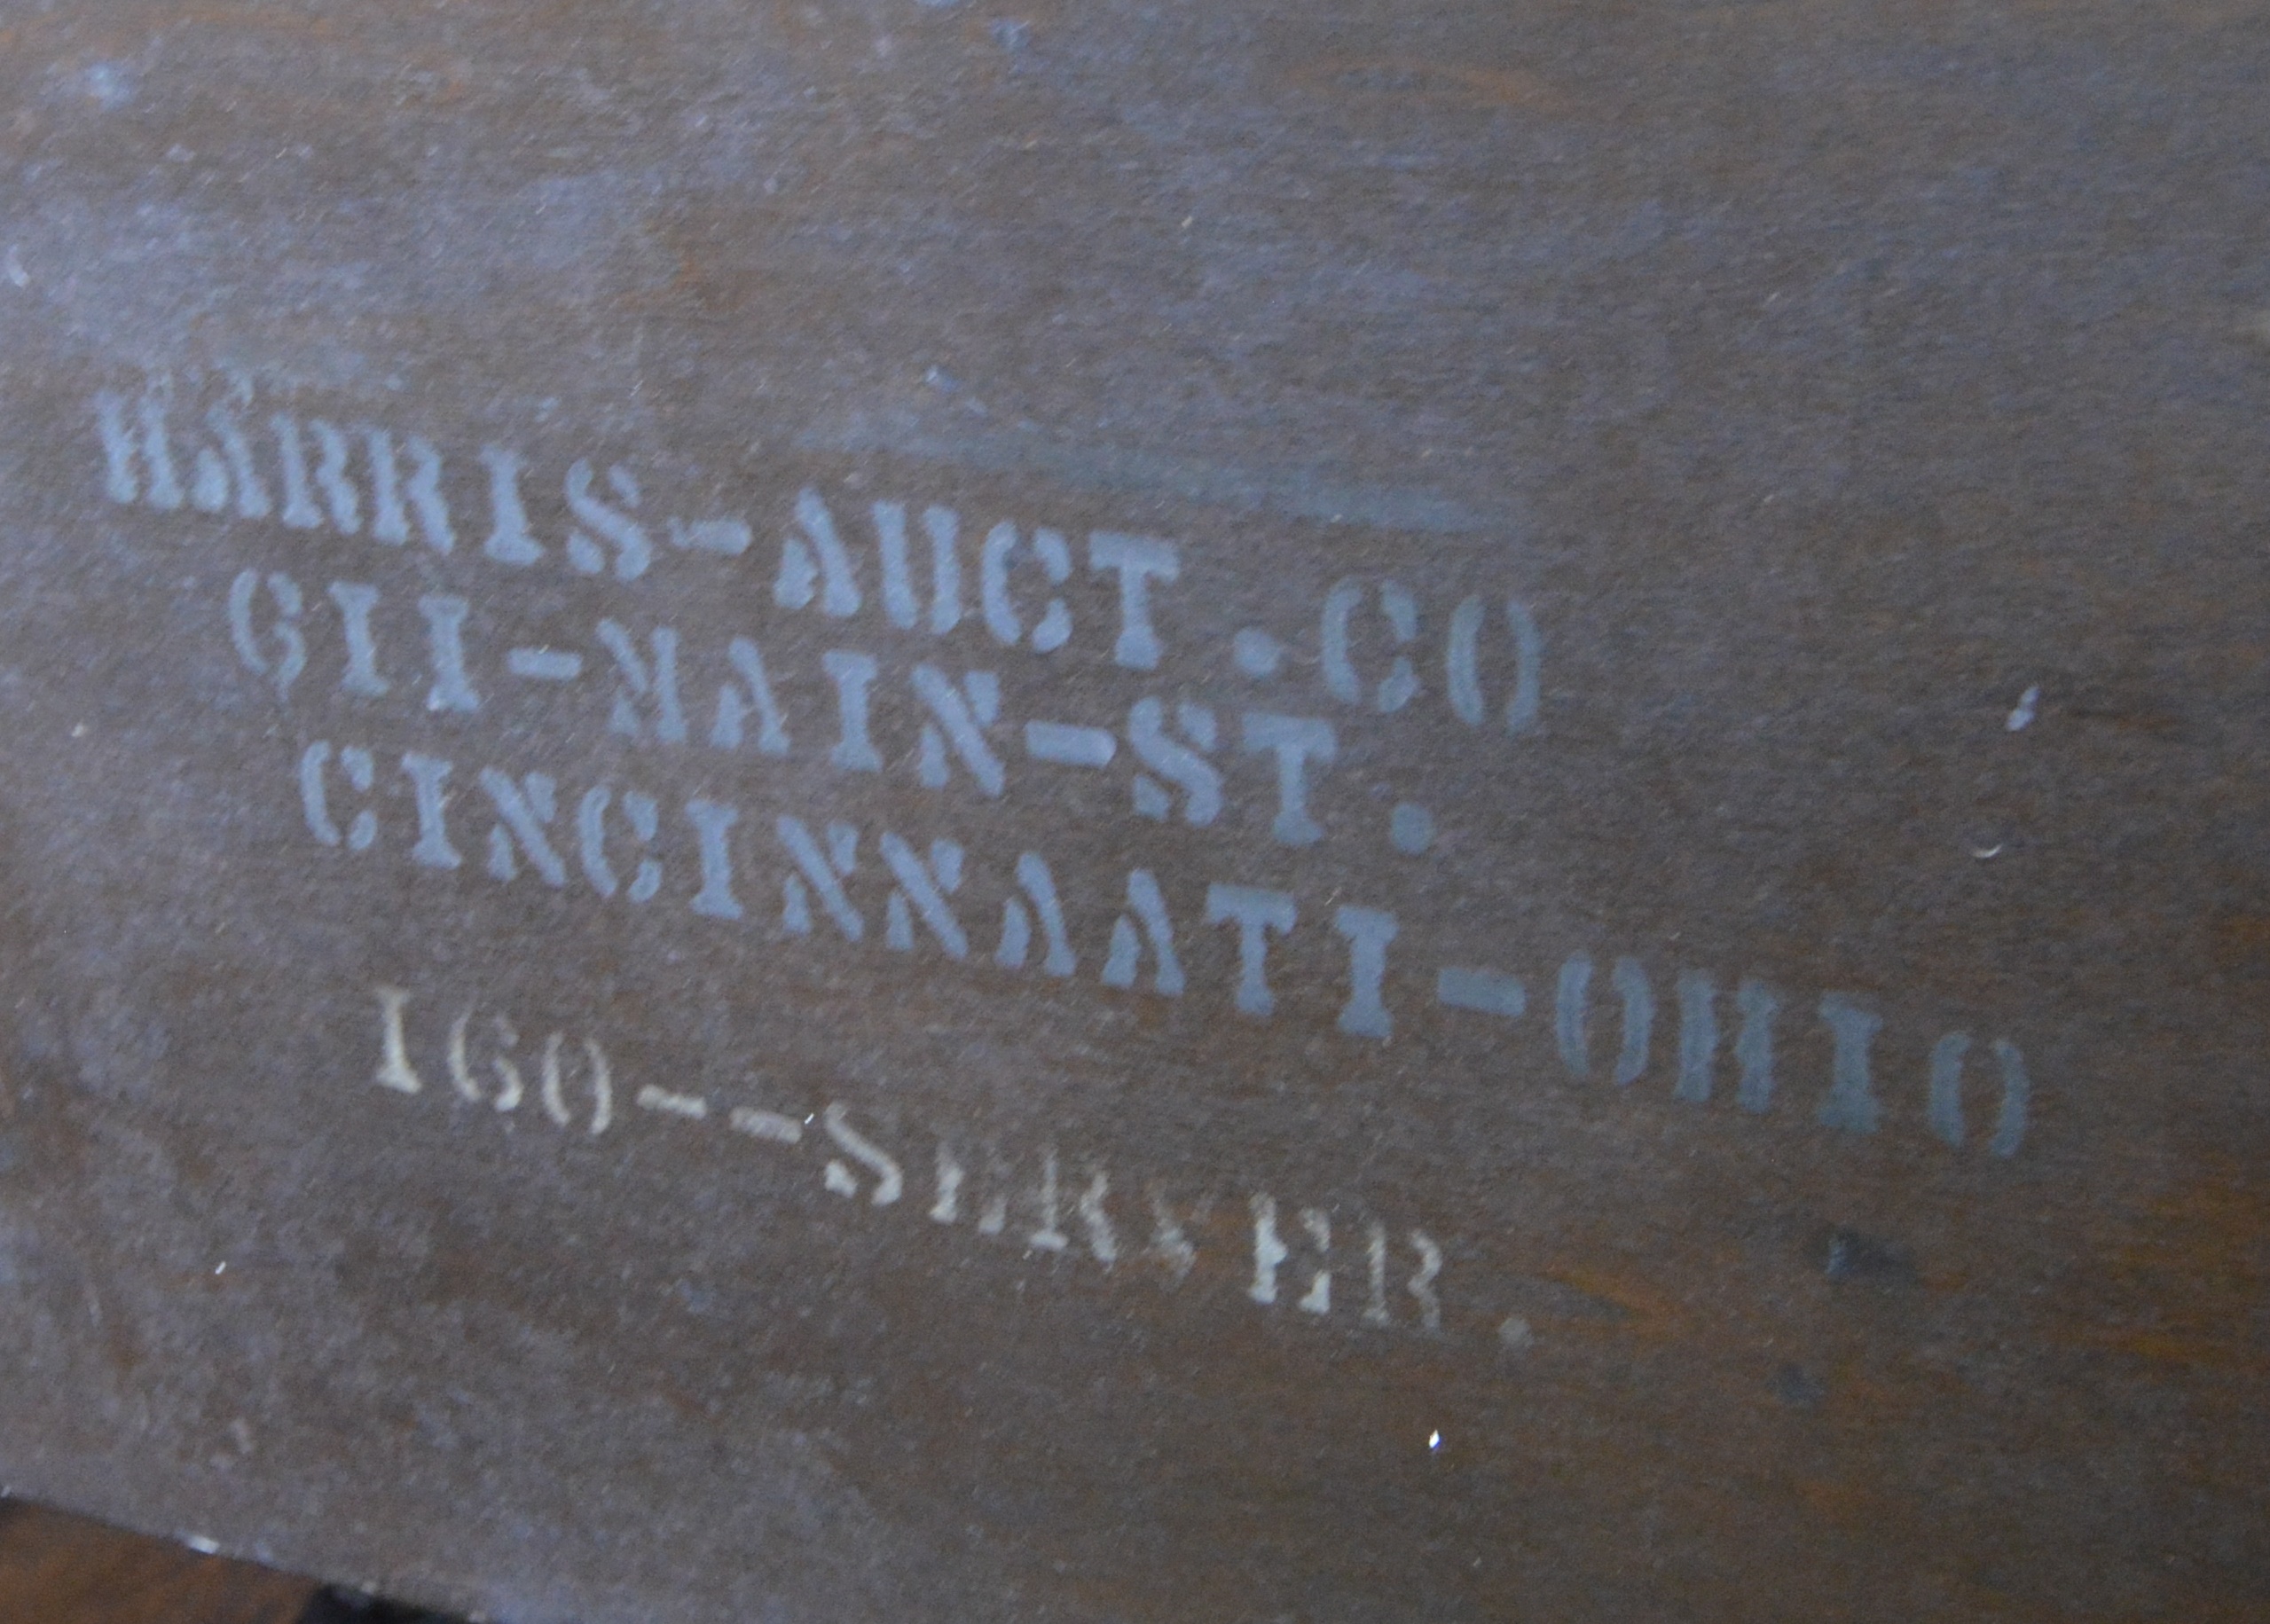 HARRIS-AUCT.CO
611-MAIN-ST.
CINCINNAATI-OHIO
160--SERVER.